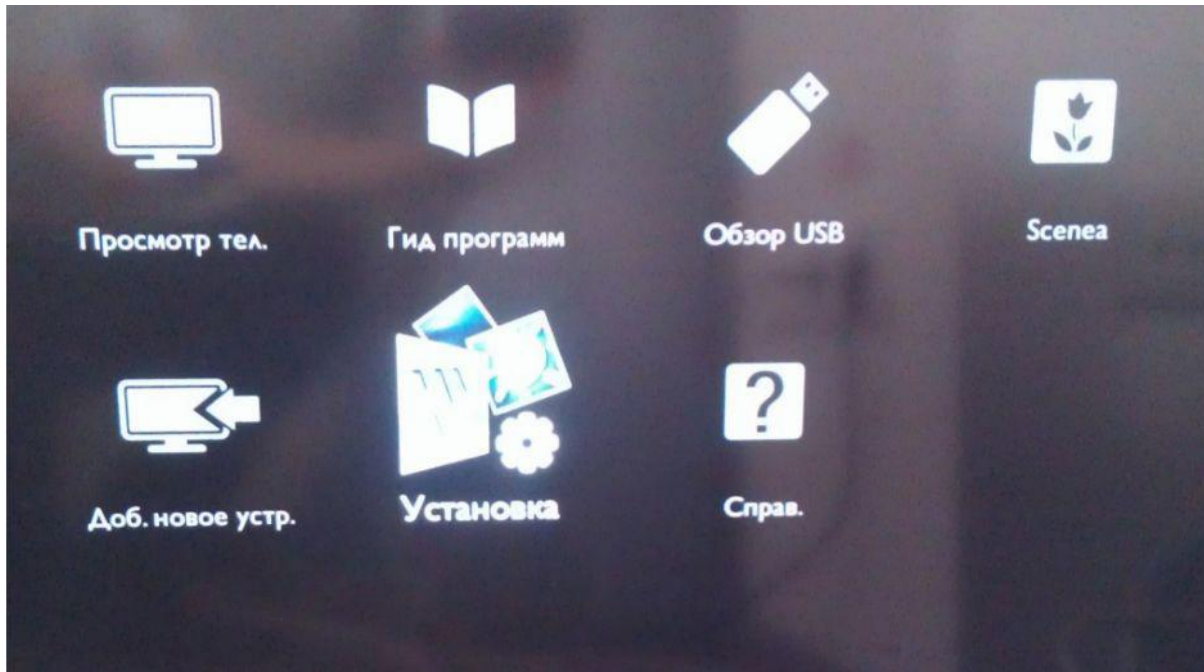 Просмотр тел.
Гид программ
Обзор USB
Scenea
Доб. новое устр.
Установка
Справ.